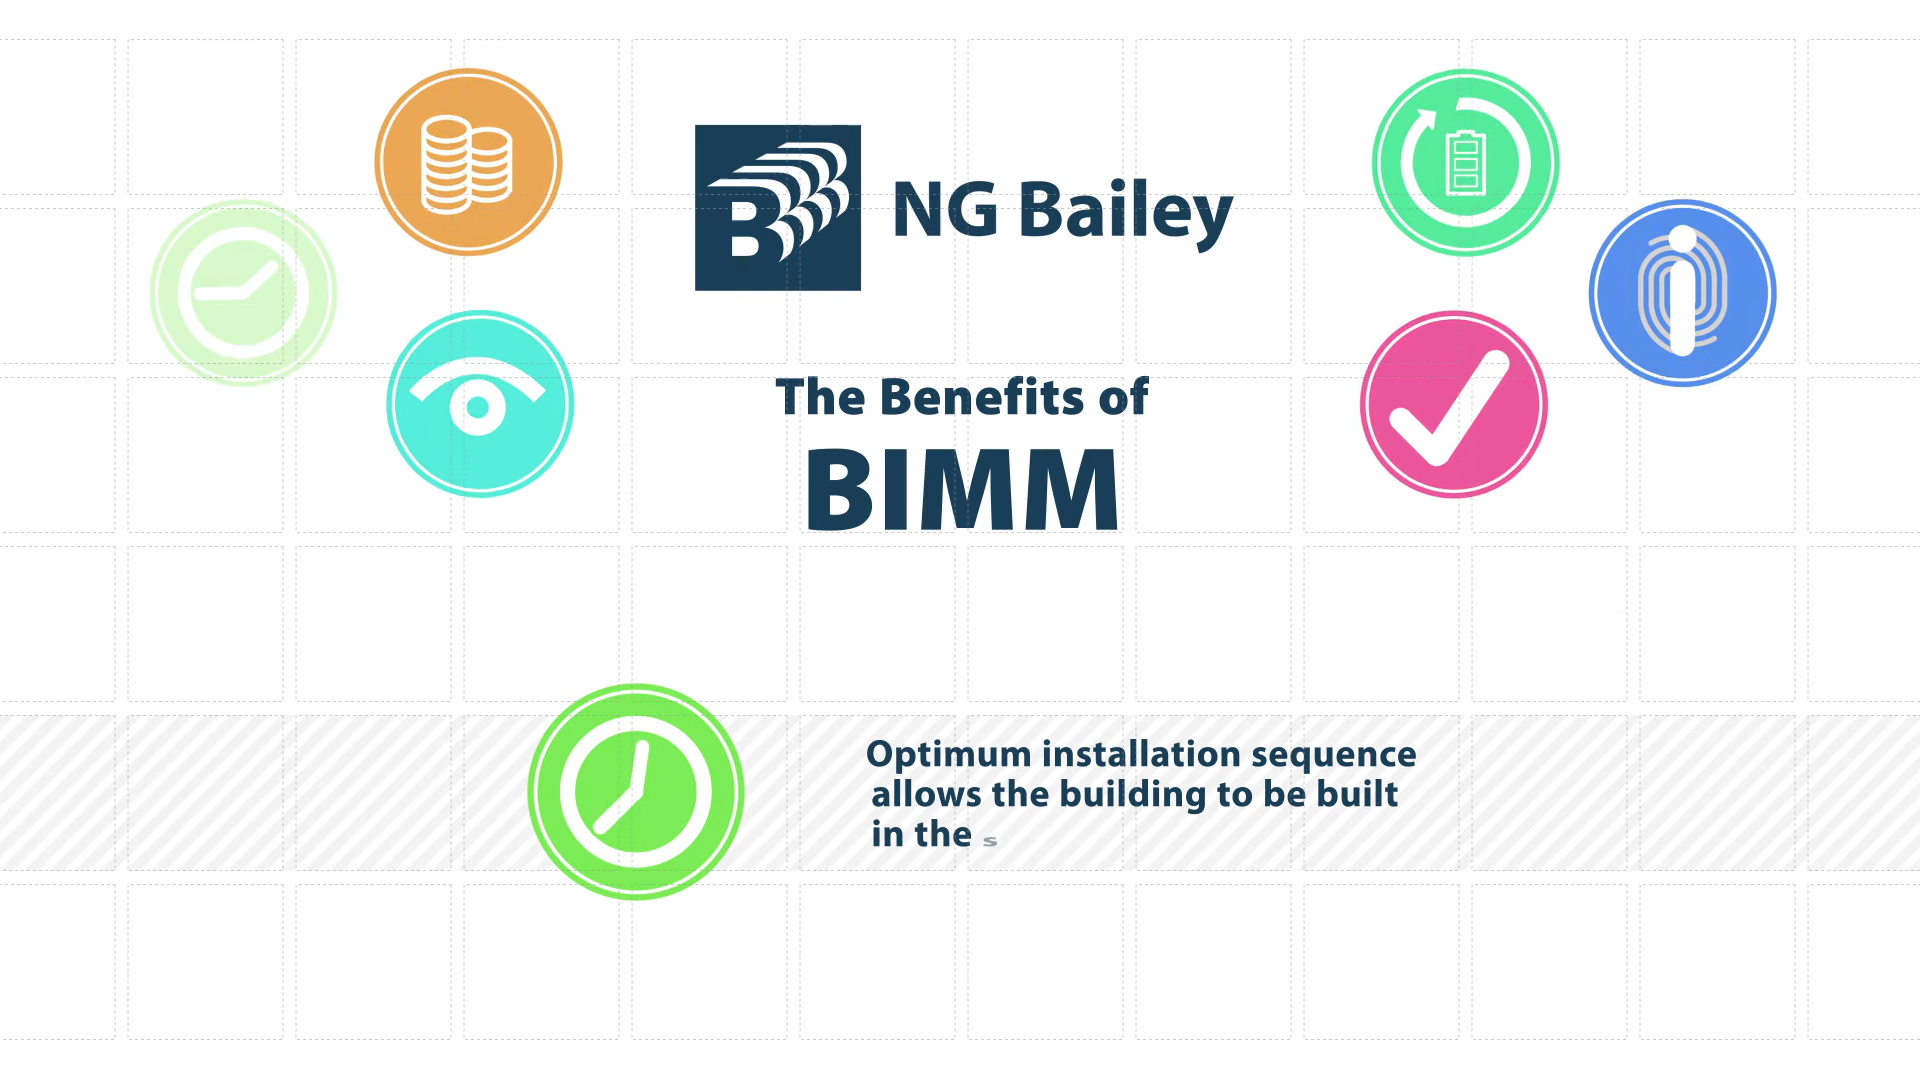 B
NG Bailey
The Benefits of
BIMM
Optimum installation sequence
allows the building to be built
in the s